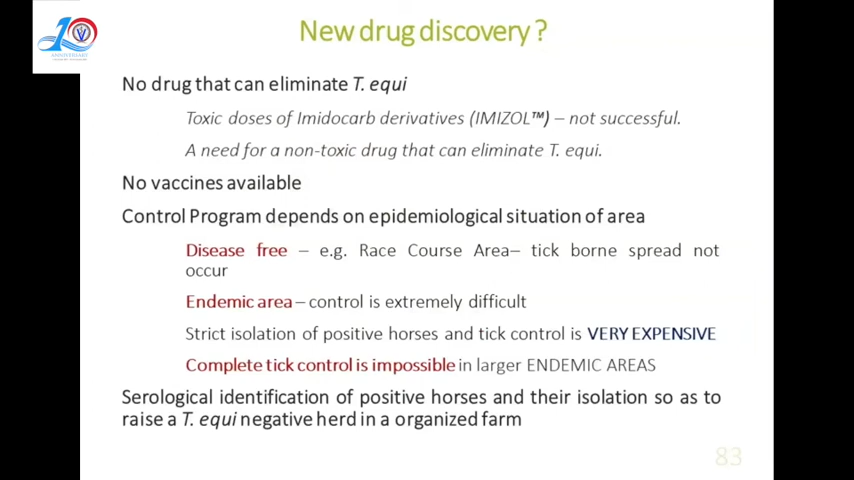 10
ANNIVERSARY
New drug discovery ?
No drug that can eliminate T. equi
Toxic doses of Imidocarb derivatives (IMIZOL™) – not successful.
A need for a non-toxic drug that can eliminate T. equi.
No vaccines available
Control Program depends on epidemiological situation of area
Disease free – e.g. Race Course Area– tick borne spread not
occur
Endemic area – control is extremely difficult
Strict isolation of positive horses and tick control is VERY EXPENSIVE
Complete tick control is impossible in larger ENDEMIC AREAS
Serological identification of positive horses and their isolation so as to
raise a T. equi negative herd in a organized farm
83